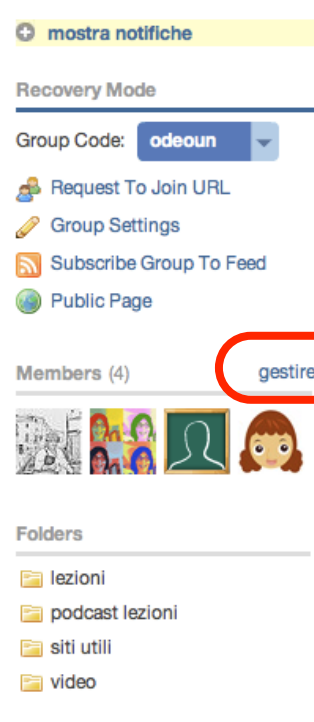 mostra notifiche
Recovery Mode
Group Code: odeoun
Request To Join URL
Group Settings
Subscribe Group To Feed
Public Page
Members (4) gestire
Folders
lezioni
podcast lezioni
siti utili
video